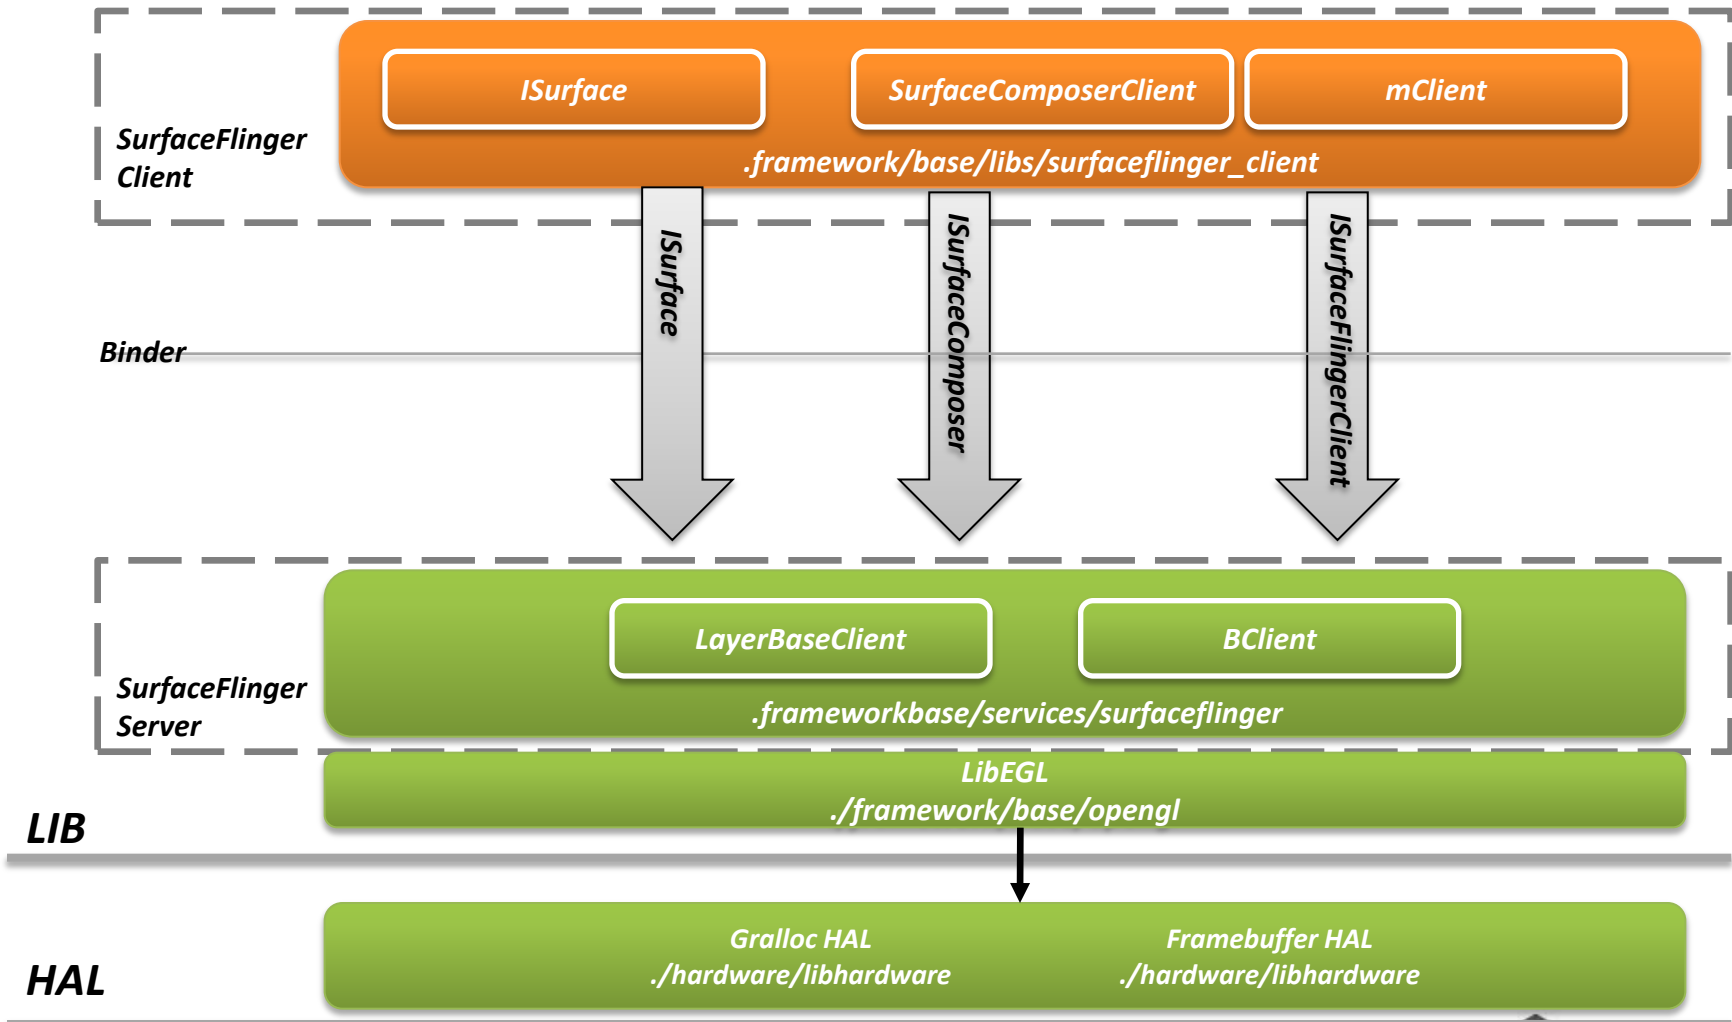 ISurface
SurfaceComposerClient
mClient
SurfaceFlinger
Client
.framework/base/libs/surfaceflinger_client
ISurface
ISurfaceComposer
ISurfaceFlingerClient
Binder
LayerBaseClient
BClient
SurfaceFlinger
Server
.frameworkbase/services/surfaceflinger
LibEGL
./framework/base/opengl
LIB
Gralloc HAL
./hardware/libhardware
Framebuffer HAL
./hardware/libhardware
HAL